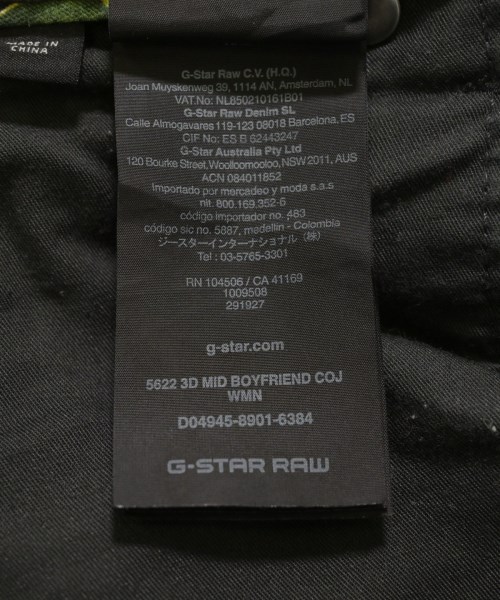 MADE IN
CHINA
G-Star Raw C.V. (H.Q.)
Joan Muyskenweg 39, 1114 AN, Amsterdam, NL
VAT.No: NL850210161B01
G-Star Raw Denim SL
Calle Almogavares 119-123 08018 Barcelona, ES
CIF No: ES B 62443247
G-Star Australia Pty Ltd
120 Bourke Street, Woolloomooloo, NSW 2011, AUS
ACN 084011852
Importado por mercadeo y moda s.a.s
nit. 800.169.352-6
código importador no. 483
código sic no. 5887, medellin - Colombia
ジースターインターナショナル（株）
Tel : 03-5765-3301
RN 104506 / CA 41169
1009508
291927
g-star.com
5622 3D MID BOYFRIEND COJ
WMN
D04945-8901-6384
G-STAR RAW